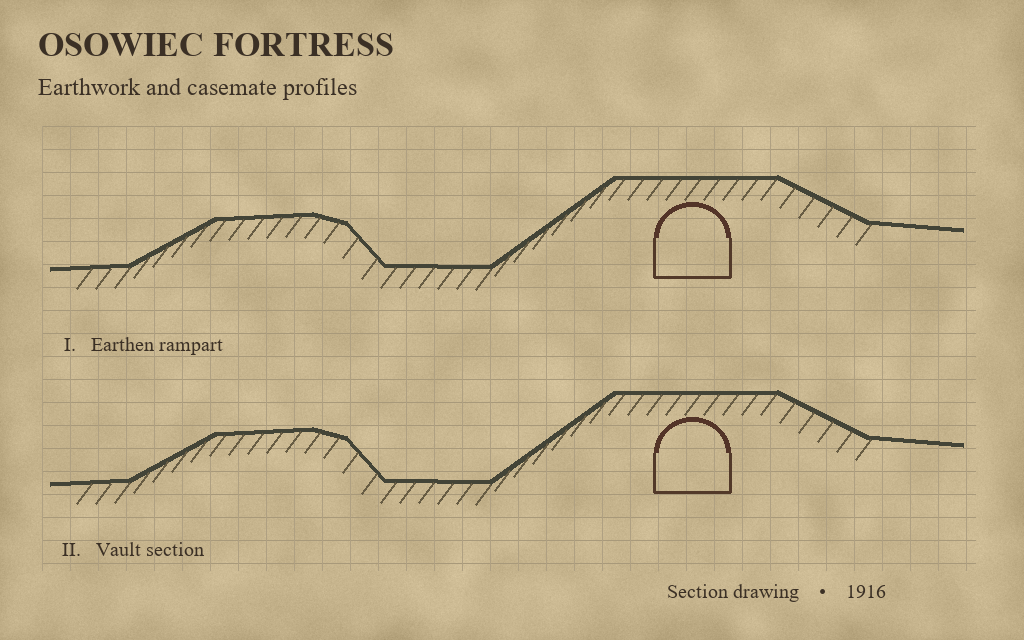 OSOWIEC FORTRESS
Earthwork and casemate profiles
I. Earthen rampart
II. Vault section
Section drawing • 1916